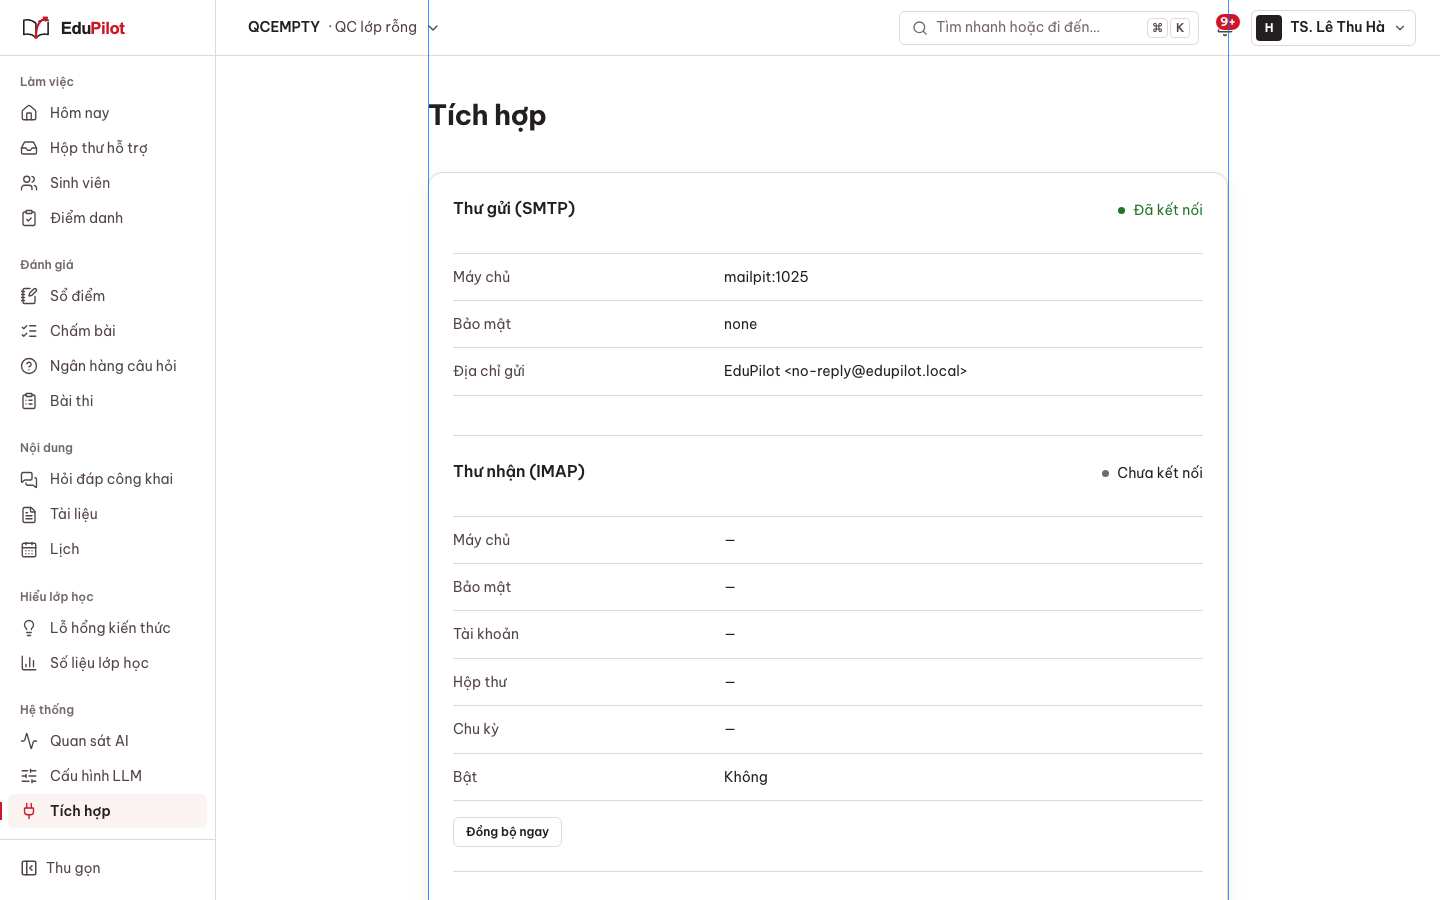 EduPilot
QCEMPTY · QC lớp rỗng
Tìm nhanh hoặc đi đến...
⌘ K
9+
H TS. Lê Thu Hà
Làm việc
Hôm nay
Hộp thư hỗ trợ
Sinh viên
Điểm danh
Đánh giá
Sổ điểm
Chấm bài
Ngân hàng câu hỏi
Bài thi
Nội dung
Hỏi đáp công khai
Tài liệu
Lịch
Hiểu lớp học
Lỗ hổng kiến thức
Số liệu lớp học
Hệ thống
Quan sát AI
Cấu hình LLM
Tích hợp
Thu gọn
Tích hợp
Thư gửi (SMTP)
Đã kết nối
Máy chủ mailpit:1025
Bảo mật none
Địa chỉ gửi EduPilot <no-reply@edupilot.local>
Thư nhận (IMAP)
Chưa kết nối
Máy chủ —
Bảo mật —
Tài khoản —
Hộp thư —
Chu kỳ —
Bật Không
Đồng bộ ngay